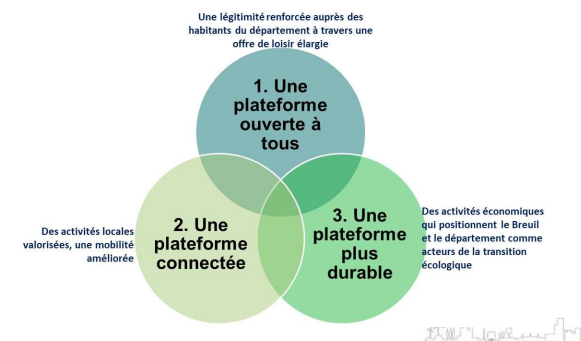 Une légitimité renforcée auprès des
habitants du département à travers une
offre de loisir élargie
1. Une
plateforme
ouverte à
tous
Des activités locales
valorisées, une mobilité
améliorée
2. Une
plateforme
connectée
3. Une
plateforme
plus
durable
Des activités économiques
qui positionnent le Breuil
et le département comme
acteurs de la transition
écologique